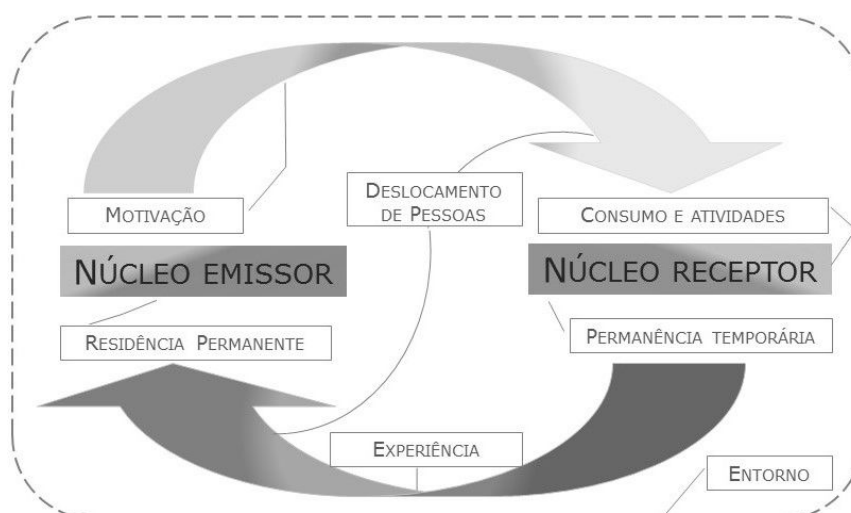 DESLOCAMENTO
DE PESSOAS
MOTIVAÇÃO
CONSUMO E ATIVIDADES
NÚCLEO EMISSOR
NÚCLEO RECEPTOR
RESIDÊNCIA PERMANENTE
PERMANÊNCIA TEMPORÁRIA
EXPERIÊNCIA
ENTORNO